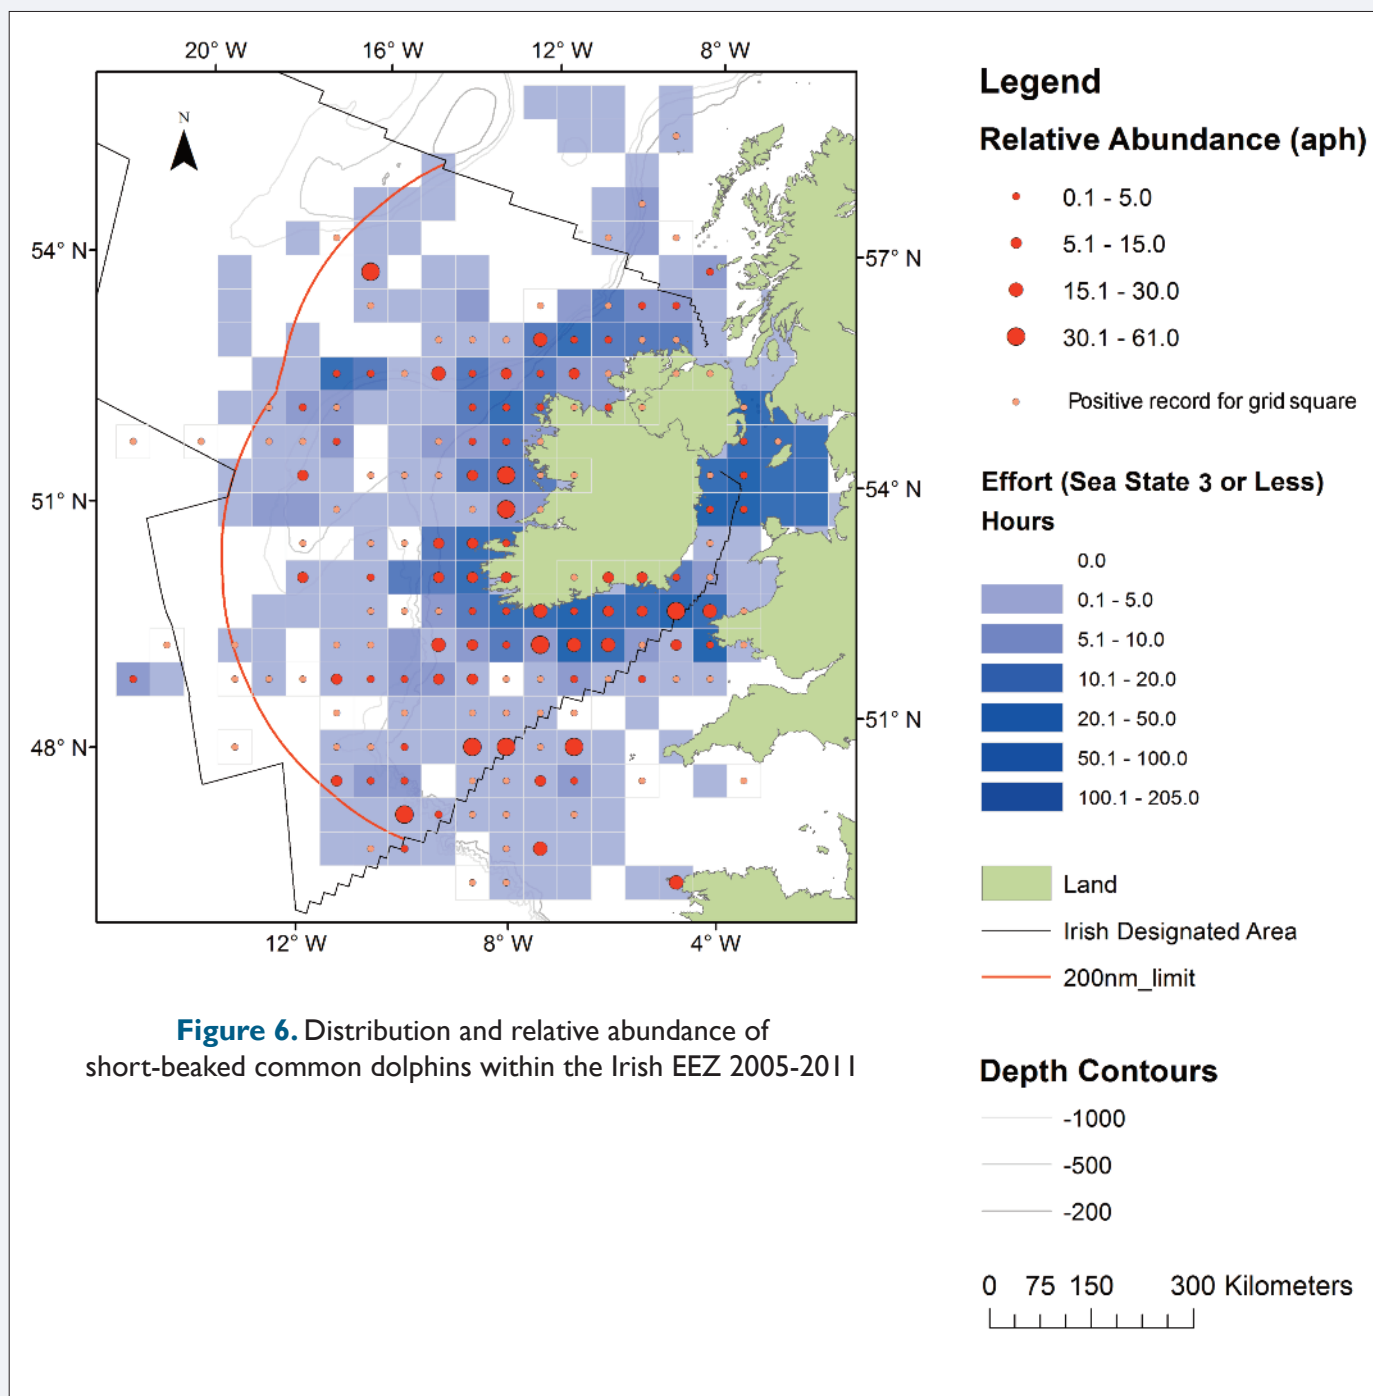 20° W 16° W 12° W 8° W
N
54° N
51° N
48° N
57° N
54° N
51° N
12° W 8° W 4° W
Figure 6. Distribution and relative abundance of
short-beaked common dolphins within the Irish EEZ 2005-2011
Legend
Relative Abundance (aph)
0.1 - 5.0
5.1 - 15.0
15.1 - 30.0
30.1 - 61.0
Positive record for grid square
Effort (Sea State 3 or Less)
Hours
0.0
0.1 - 5.0
5.1 - 10.0
10.1 - 20.0
20.1 - 50.0
50.1 - 100.0
100.1 - 205.0
Land
Irish Designated Area
200nm_limit
Depth Contours
-1000
-500
-200
0 75 150 300 Kilometers